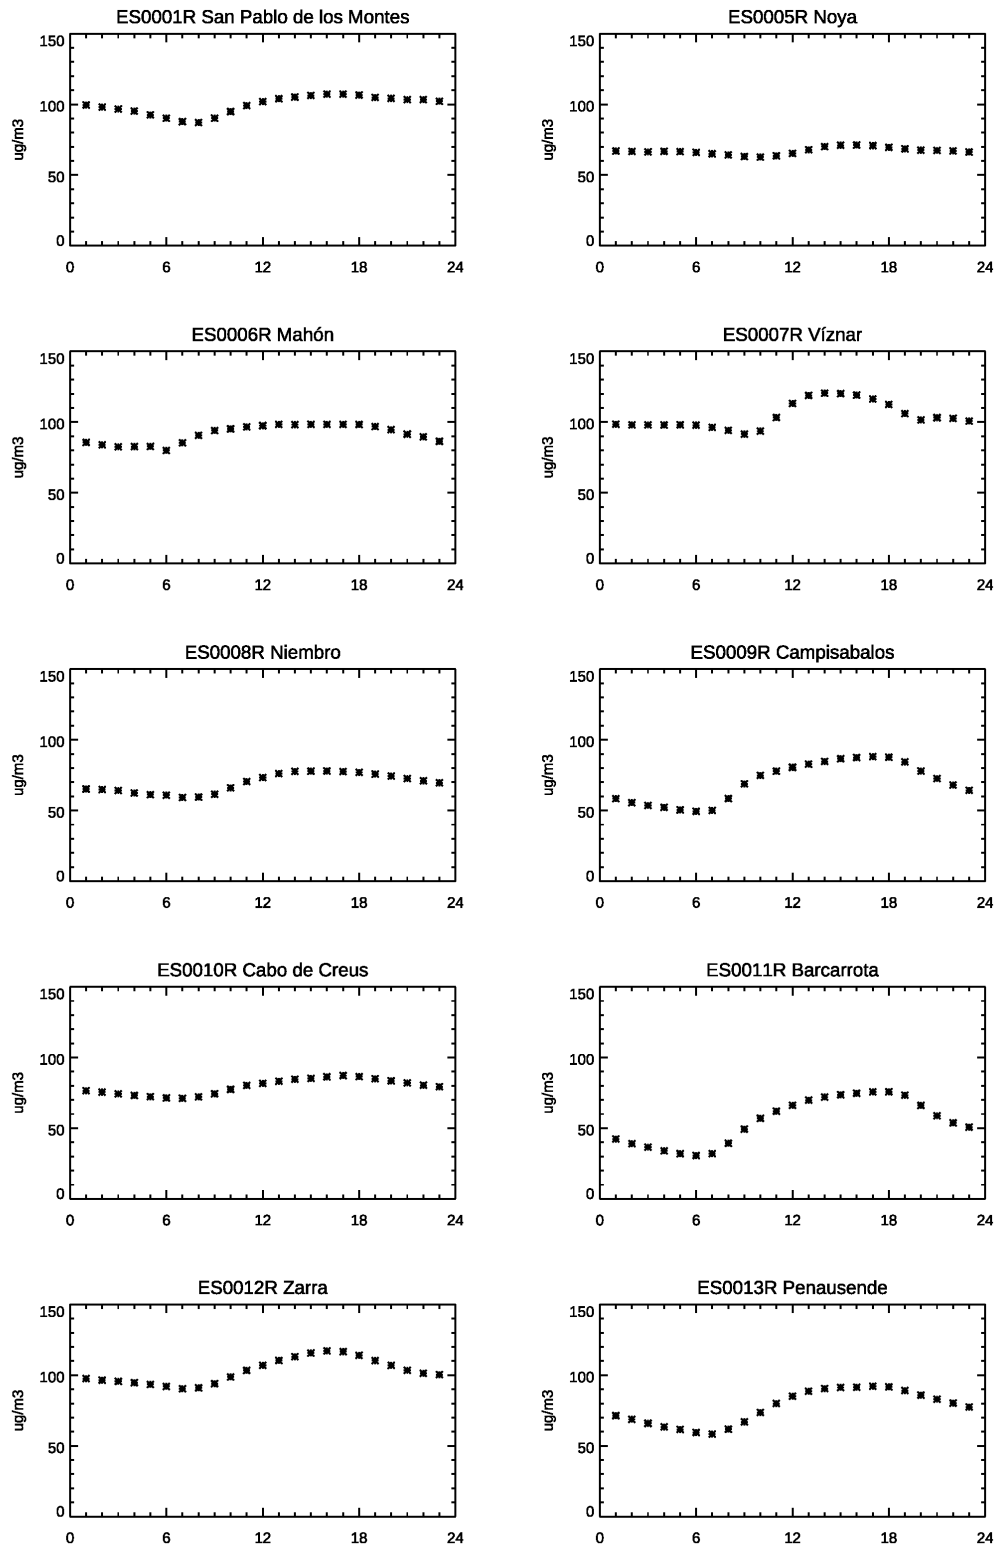 ES0001R San Pablo de los Montes
150
100
50
0
ug/m3
0 6 12 18 24
ES0005R Noya
150
100
50
0
ug/m3
0 6 12 18 24
ES0006R Mahón
150
100
50
0
ug/m3
0 6 12 18 24
ES0007R Víznar
150
100
50
0
ug/m3
0 6 12 18 24
ES0008R Niembro
150
100
50
0
ug/m3
0 6 12 18 24
ES0009R Campisabalos
150
100
50
0
ug/m3
0 6 12 18 24
ES0010R Cabo de Creus
150
100
50
0
ug/m3
0 6 12 18 24
ES0011R Barcarrota
150
100
50
0
ug/m3
0 6 12 18 24
ES0012R Zarra
150
100
50
0
ug/m3
0 6 12 18 24
ES0013R Penausende
150
100
50
0
ug/m3
0 6 12 18 24